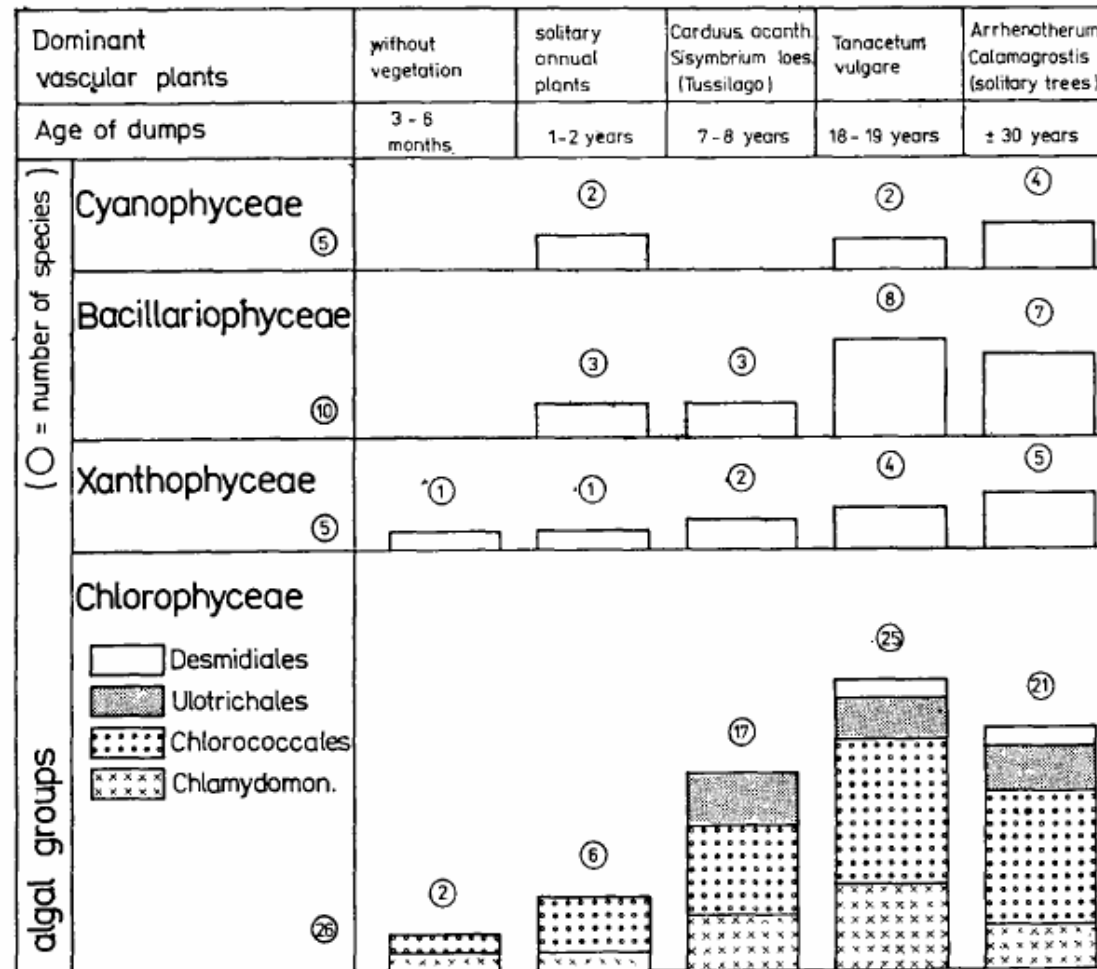 Dominant
vascular plants
without
vegetation
solitary
annual
plants
Carduus acanth.
Sisymbrium loes.
(Tussilago)
Tanacetum
vulgare
Arrhenatherum
Calamagrostis
(solitary trees)
Age of dumps
3 - 6
months
1-2 years
7-8 years
18-19 years
± 30 years
(○ = number of species)
algal groups
Cyanophyceae
5
2
2
4
Bacillariophyceae
10
3
3
8
7
Xanthophyceae
5
1
1
2
4
5
Chlorophyceae
Desmidiales
Ulotrichales
Chlorococcales
Chlamydomon.
26
2
6
17
25
21